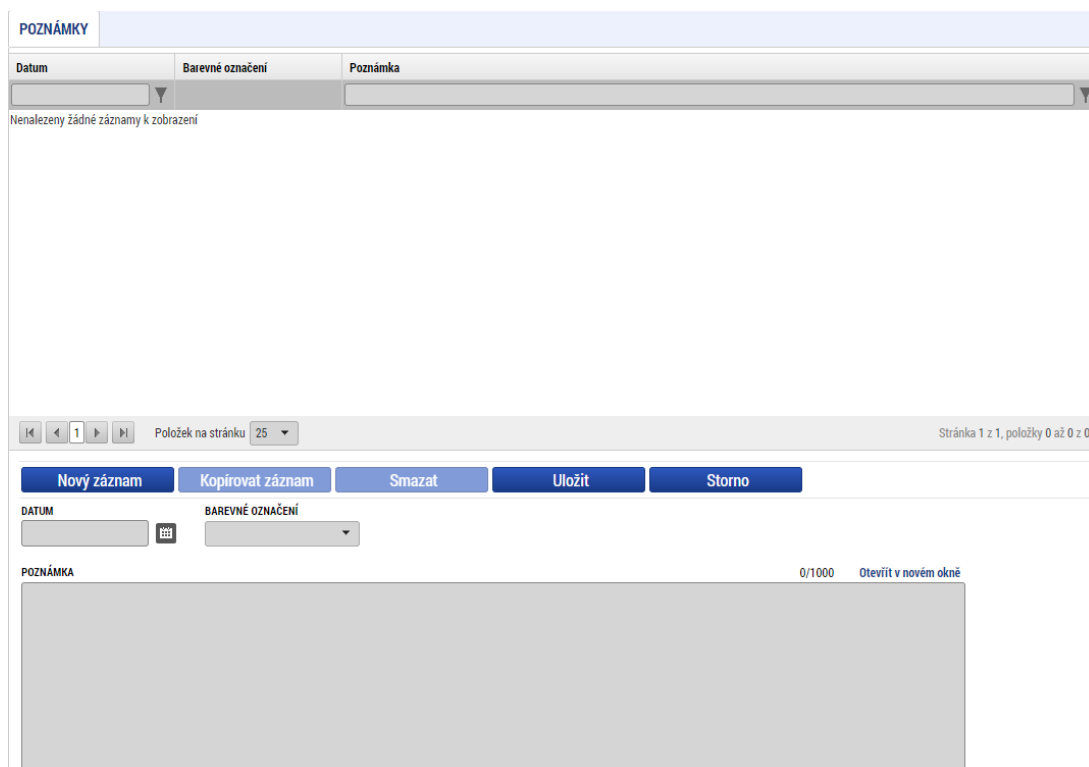 POZNÁMKY
Datum Barevné označení Poznámka
Nenalezeny žádné záznamy k zobrazení
1 Položek na stránku 25 Stránka 1 z 1, položky 0 až 0 z 0
Nový záznam Kopírovat záznam Smazat Uložit Storno
DATUM BAREVNÉ OZNAČENÍ
POZNÁMKA 0/1000 Otevřít v novém okně